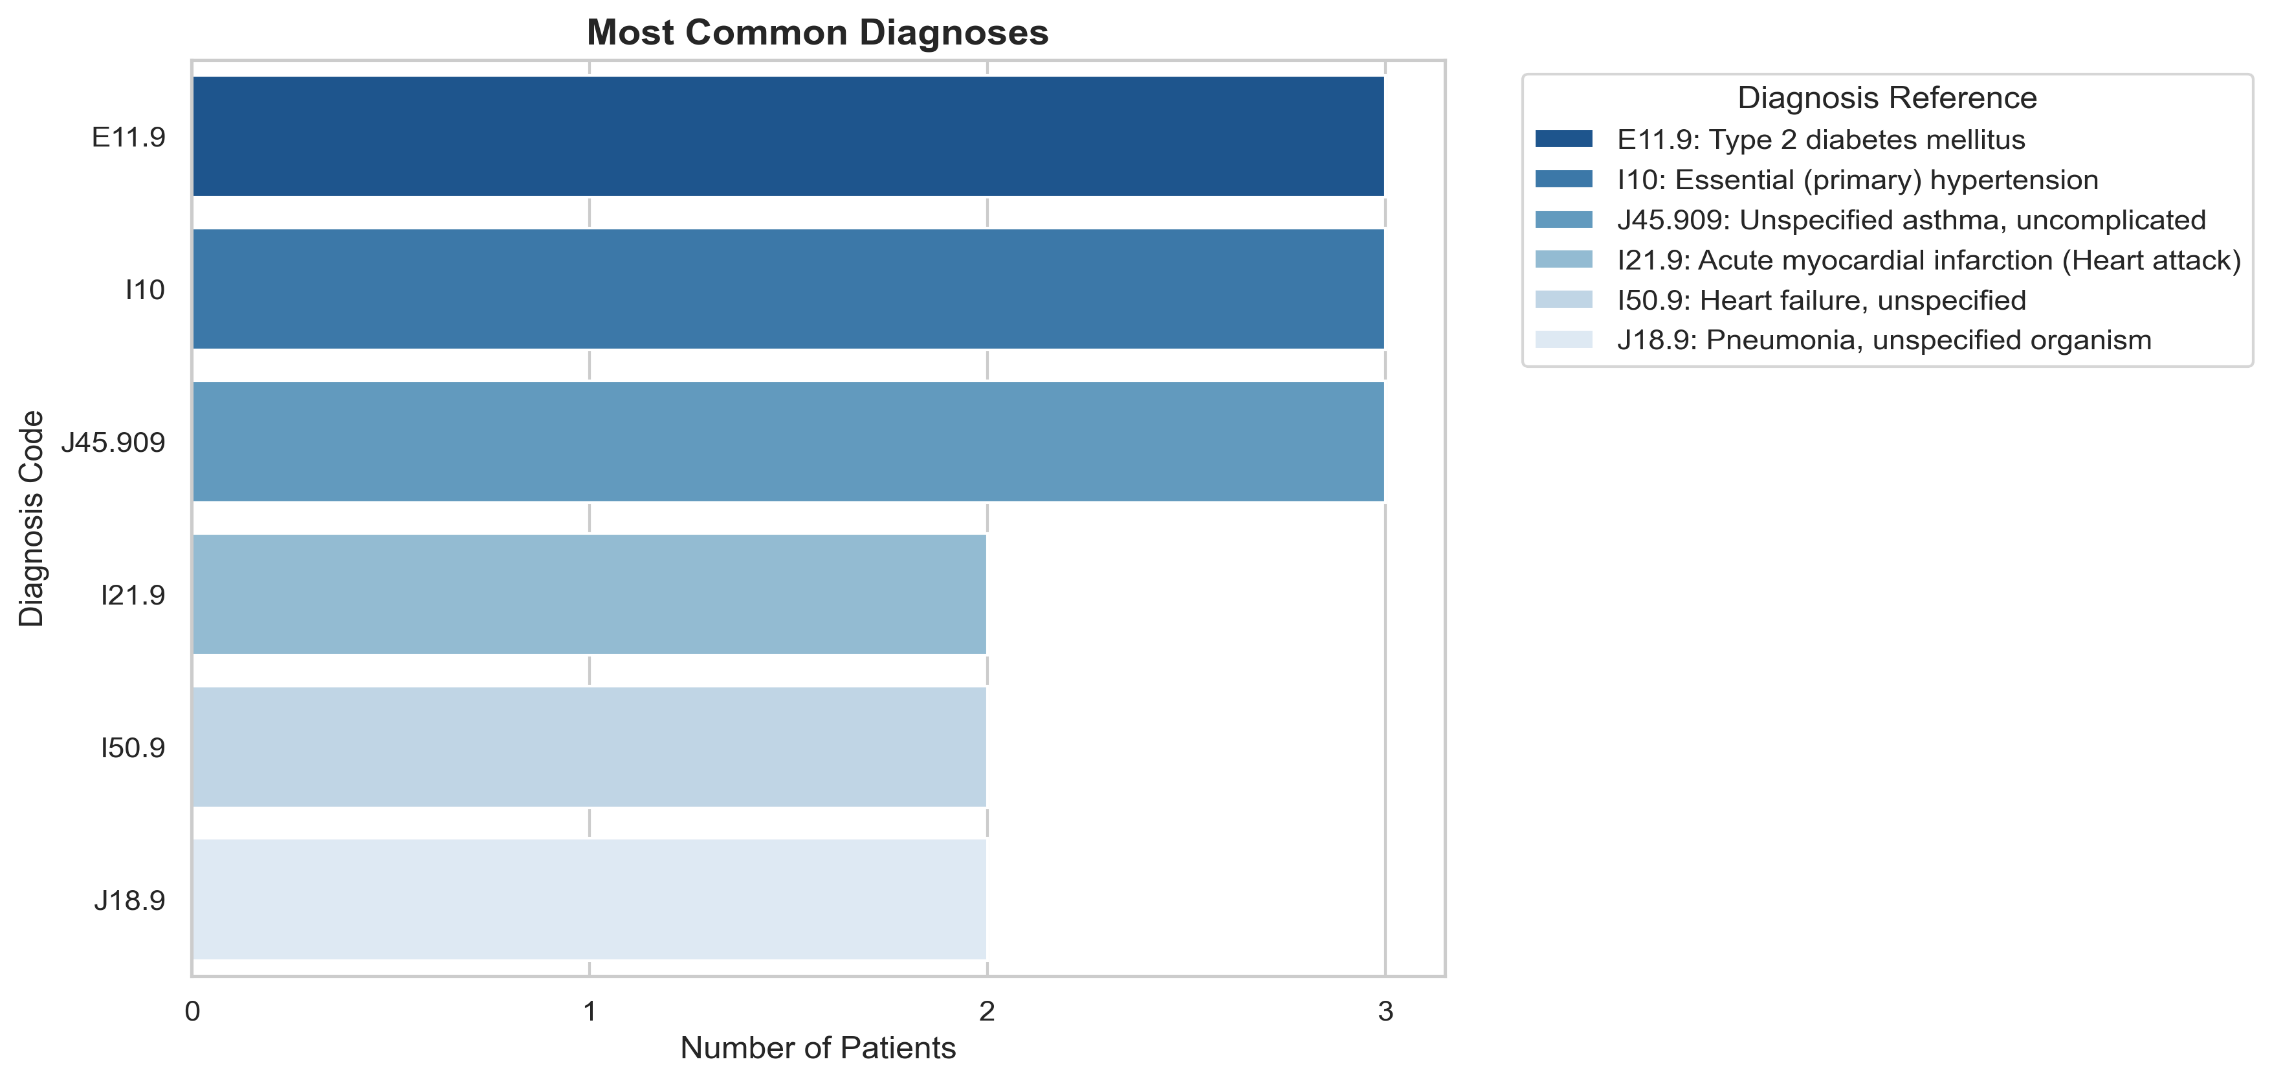 Most Common Diagnoses
Diagnosis Code
E11.9
I10
J45.909
I21.9
I50.9
J18.9
0 1 2 3
Number of Patients
Diagnosis Reference
E11.9: Type 2 diabetes mellitus
I10: Essential (primary) hypertension
J45.909: Unspecified asthma, uncomplicated
I21.9: Acute myocardial infarction (Heart attack)
I50.9: Heart failure, unspecified
J18.9: Pneumonia, unspecified organism